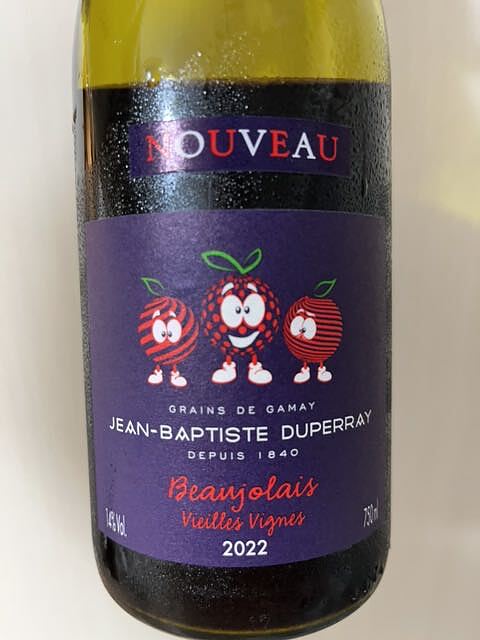 NOUVEAU
GRAINS DE GAMAY
JEAN-BAPTISTE DUPERRAY
DEPUIS 1840
Beaujolais
Vieilles Vignes
14% Vol.
2022
750 ml